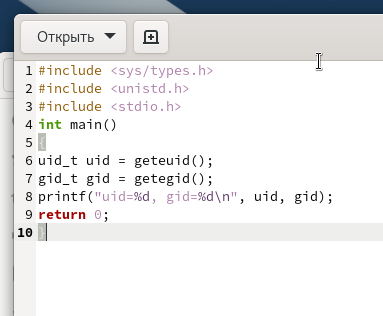 Открыть
1 #include <sys/types.h>
2 #include <unistd.h>
3 #include <stdio.h>
4 int main()
5 {
6 uid_t uid = geteuid();
7 gid_t gid = getegid();
8 printf("uid=%d, gid=%d\n", uid, gid);
9 return 0;
10 }